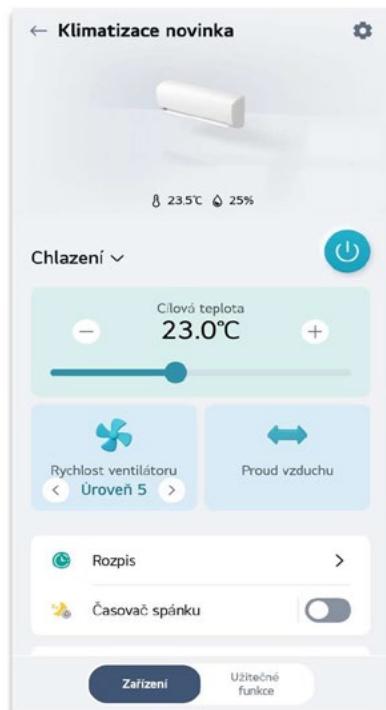 ← Klimatizace novinka
23.5℃ 25%
Chlazení
Cílová teplota
− 23.0℃ +
Rychlost ventilátoru
< Úroveň 5 >
Proud vzduchu
Rozpis >
Časovač spánku
Zařízení
Užitečné
funkce